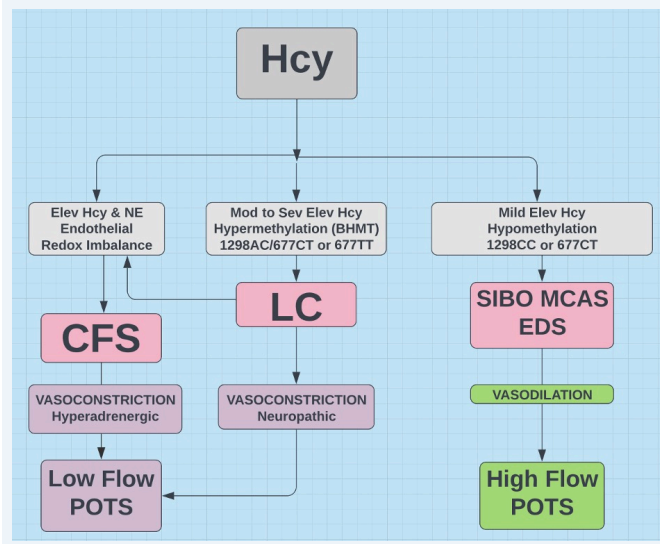 Hcy
Elev Hcy & NE
Endothelial
Redox Imbalance
Mod to Sev Elev Hcy
Hypermethylation (BHMT)
1298AC/677CT or 677TT
Mild Elev Hcy
Hypomethylation
1298CC or 677CT
CFS
LC
SIBO MCAS
EDS
VASOCONSTRICTION
Hyperadrenergic
VASOCONSTRICTION
Neuropathic
VASODILATION
Low Flow
POTS
High Flow
POTS